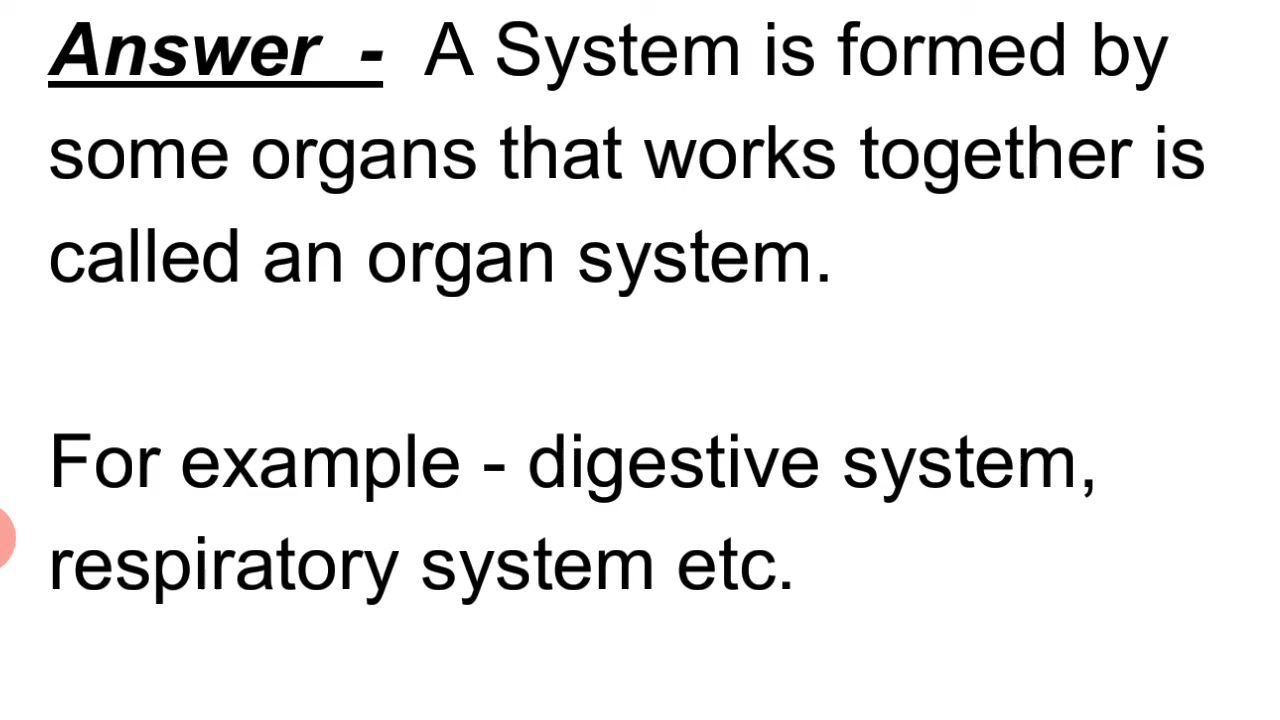 Answer - A System is formed by
some organs that works together is
called an organ system.
For example - digestive system,
respiratory system etc.